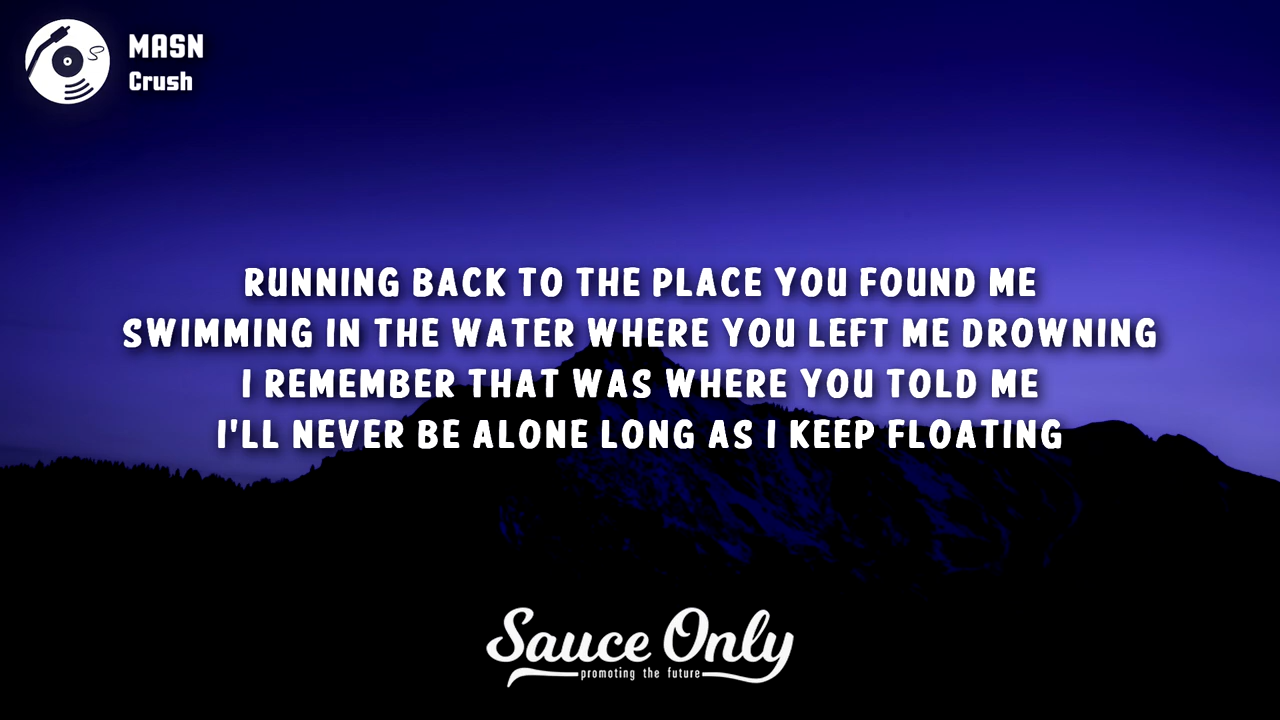 MASN
Crush
RUNNING BACK TO THE PLACE YOU FOUND ME
SWIMMING IN THE WATER WHERE YOU LEFT ME DROWNING
I REMEMBER THAT WAS WHERE YOU TOLD ME
I'LL NEVER BE ALONE LONG AS I KEEP FLOATING
Sauce Only
promoting the future